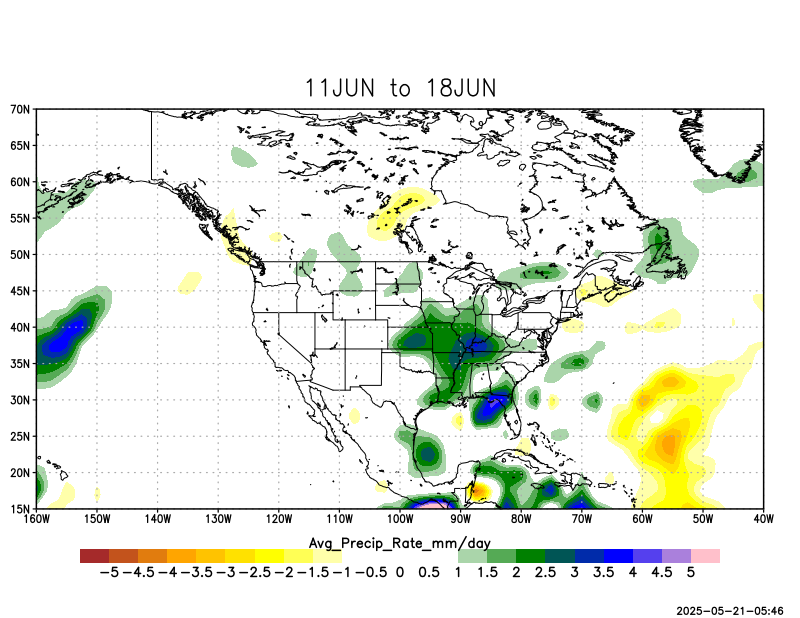 11JUN to 18JUN
70N
65N
60N
55N
50N
45N
40N
35N
30N
25N
20N
15N
160W 150W 140W 130W 120W 110W 100W 90W 80W 70W 60W 50W 40W
Avg_Precip_Rate_mm/day
-5 -4.5 -4 -3.5 -3 -2.5 -2 -1.5 -1 -0.5 0 0.5 1 1.5 2 2.5 3 3.5 4 4.5 5
2025-05-21-05:46